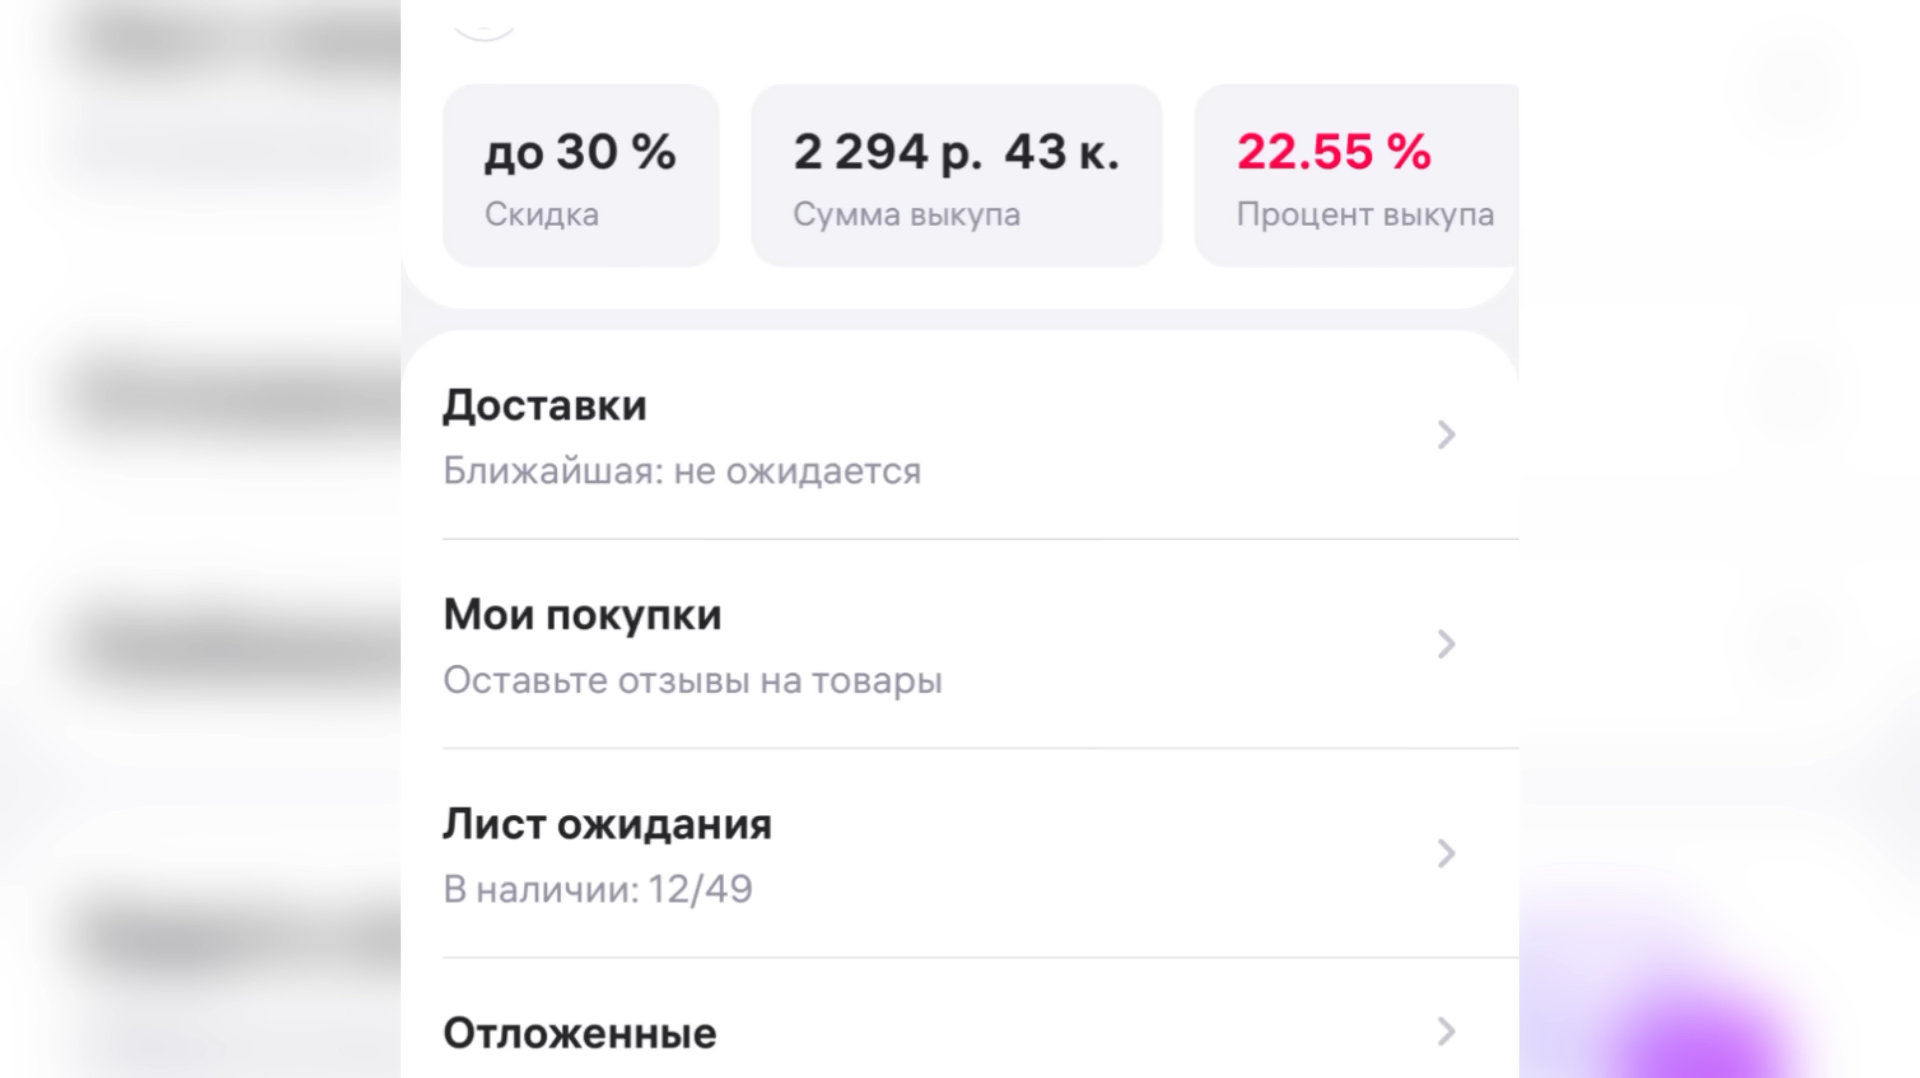 до 30 %
Скидка
2 294 р. 43 к.
Сумма выкупа
22.55 %
Процент выкупа
Доставки
Ближайшая: не ожидается
Мои покупки
Оставьте отзывы на товары
Лист ожидания
В наличии: 12/49
Отложенные